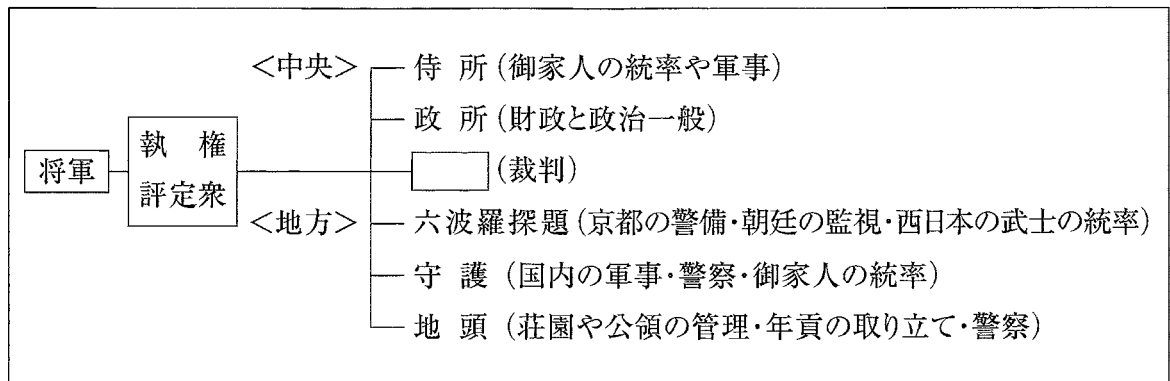 ＜中央＞ 侍 所 (御家人の統率や軍事)
政 所 (財政と政治一般)
将軍 執 権 (裁判)
評定衆
＜地方＞ 六波羅探題 (京都の警備・朝廷の監視・西日本の武士の統率)
守 護 (国内の軍事・警察・御家人の統率)
地 頭 (荘園や公領の管理・年貢の取り立て・警察)